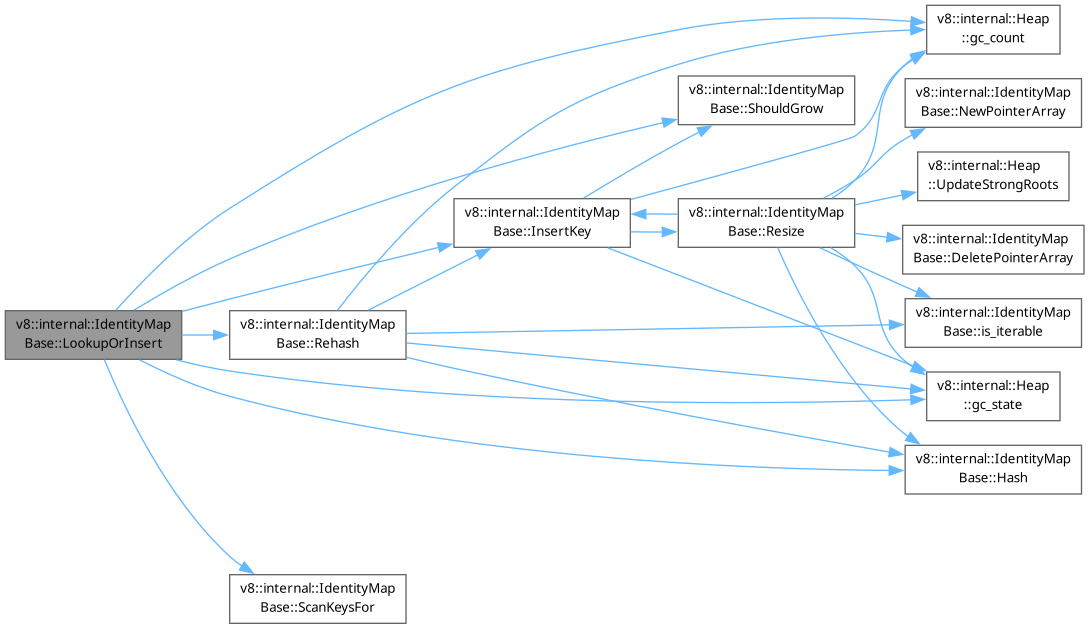 v8::internal::Heap
::gc_count
v8::internal::IdentityMap
Base::ShouldGrow
v8::internal::IdentityMap
Base::NewPointerArray
v8::internal::Heap
::UpdateStrongRoots
v8::internal::IdentityMap
Base::InsertKey
v8::internal::IdentityMap
Base::Resize
v8::internal::IdentityMap
Base::DeletePointerArray
v8::internal::IdentityMap
Base::LookupOrInsert
v8::internal::IdentityMap
Base::Rehash
v8::internal::IdentityMap
Base::is_iterable
v8::internal::Heap
::gc_state
v8::internal::IdentityMap
Base::Hash
v8::internal::IdentityMap
Base::ScanKeysFor